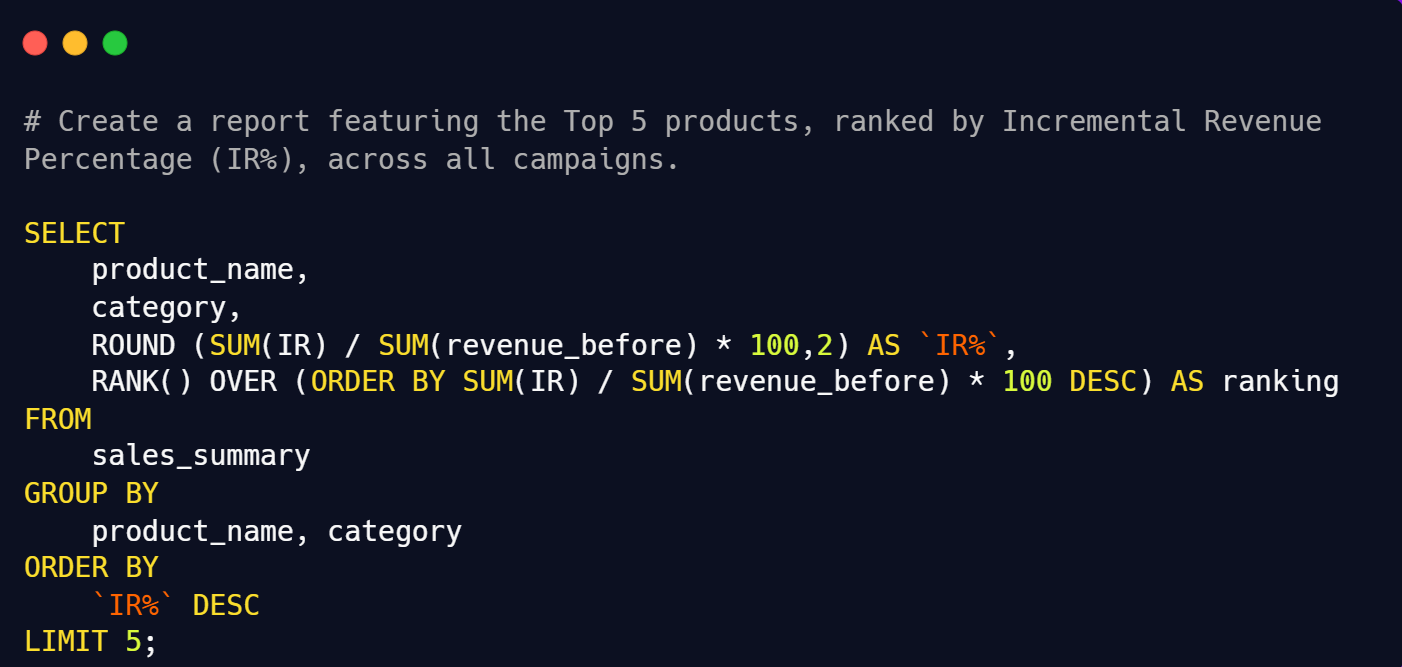 # Create a report featuring the Top 5 products, ranked by Incremental Revenue
Percentage (IR%), across all campaigns.
SELECT
product_name,
category,
ROUND (SUM(IR) / SUM(revenue_before) * 100,2) AS `IR%`,
RANK() OVER (ORDER BY SUM(IR) / SUM(revenue_before) * 100 DESC) AS ranking
FROM
sales_summary
GROUP BY
product_name, category
ORDER BY
`IR%` DESC
LIMIT 5;